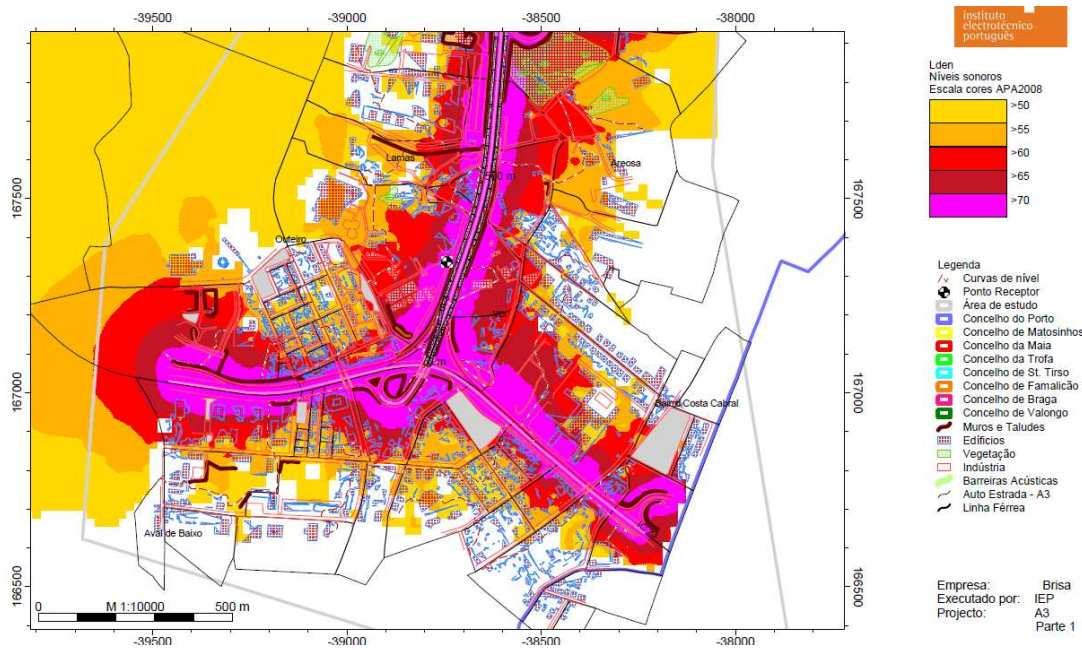 -39500 -39000 -38500 -38000
instituto
electrotécnico
português
Lden
Níveis sonoros
Escala cores APA2008
>50
>55
>60
>65
>70
Lamas
Areosa
500 m
167500
167500
Outeiro
0 m
167000
167000
Bairro Costa Cabral
Aval de Baixo
166500
166500
0 M 1:10000 500 m
-39500 -39000 -38500 -38000
Legenda
Curvas de nível
Ponto Receptor
Área de estudo
Concelho do Porto
Concelho de Matosinhos
Concelho da Maia
Concelho da Trofa
Concelho de St. Tirso
Concelho de Famalicão
Concelho de Braga
Concelho de Valongo
Muros e Taludes
Edifícios
Vegetação
Indústria
Barreiras Acústicas
Auto Estrada - A3
Linha Férrea
Empresa: Brisa
Executado por: IEP
Projecto: A3
Parte 1